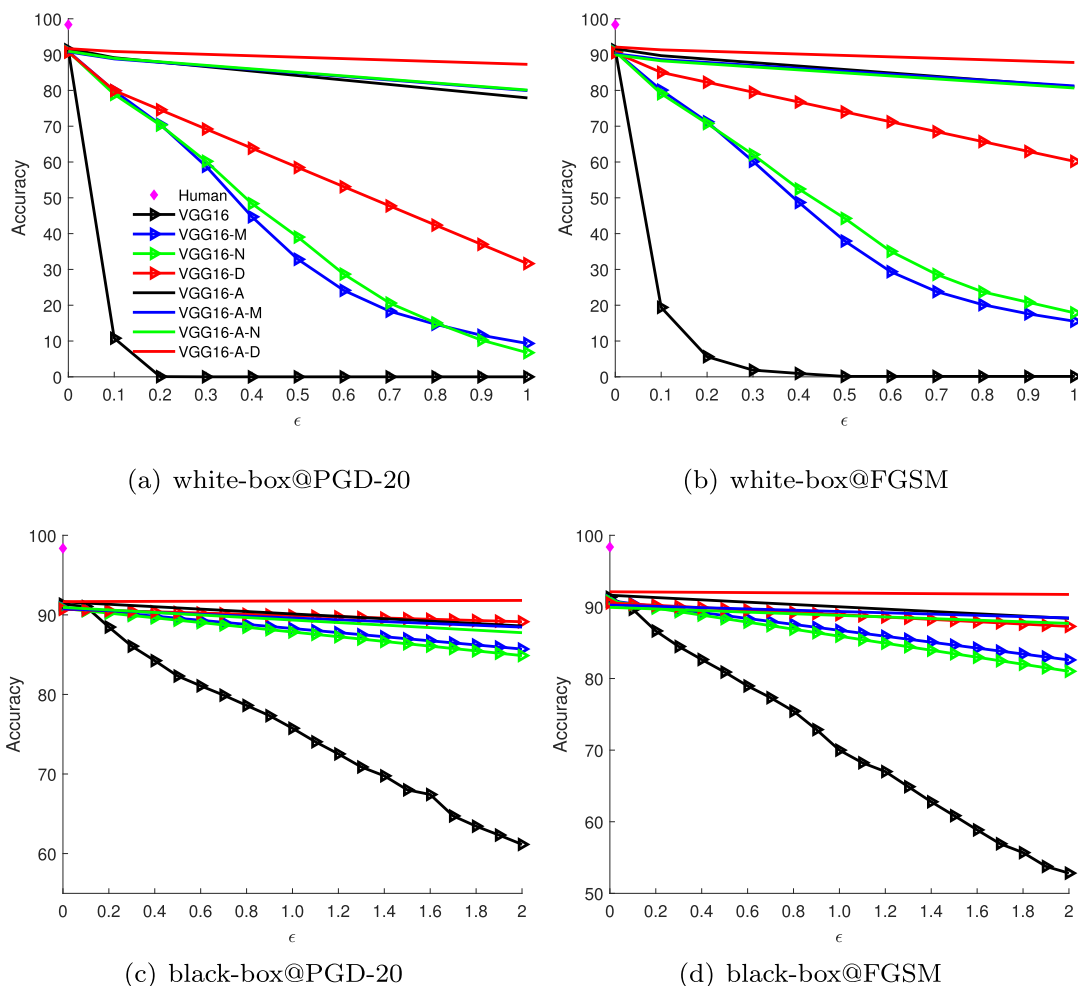 100
90
80
70
60
50
40
30
20
10
0
Accuracy
Human
VGG16
VGG16-M
VGG16-N
VGG16-D
VGG16-A
VGG16-A-M
VGG16-A-N
VGG16-A-D
0 0.1 0.2 0.3 0.4 0.5 0.6 0.7 0.8 0.9 1
ϵ
(a) white-box@PGD-20
100
90
80
70
60
50
40
30
20
10
0
Accuracy
0 0.1 0.2 0.3 0.4 0.5 0.6 0.7 0.8 0.9 1
ϵ
(b) white-box@FGSM
100
90
80
70
60
Accuracy
0 0.2 0.4 0.6 0.8 1.0 1.2 1.4 1.6 1.8 2
ϵ
(c) black-box@PGD-20
100
90
80
70
60
50
Accuracy
0 0.2 0.4 0.6 0.8 1.0 1.2 1.4 1.6 1.8 2
ϵ
(d) black-box@FGSM